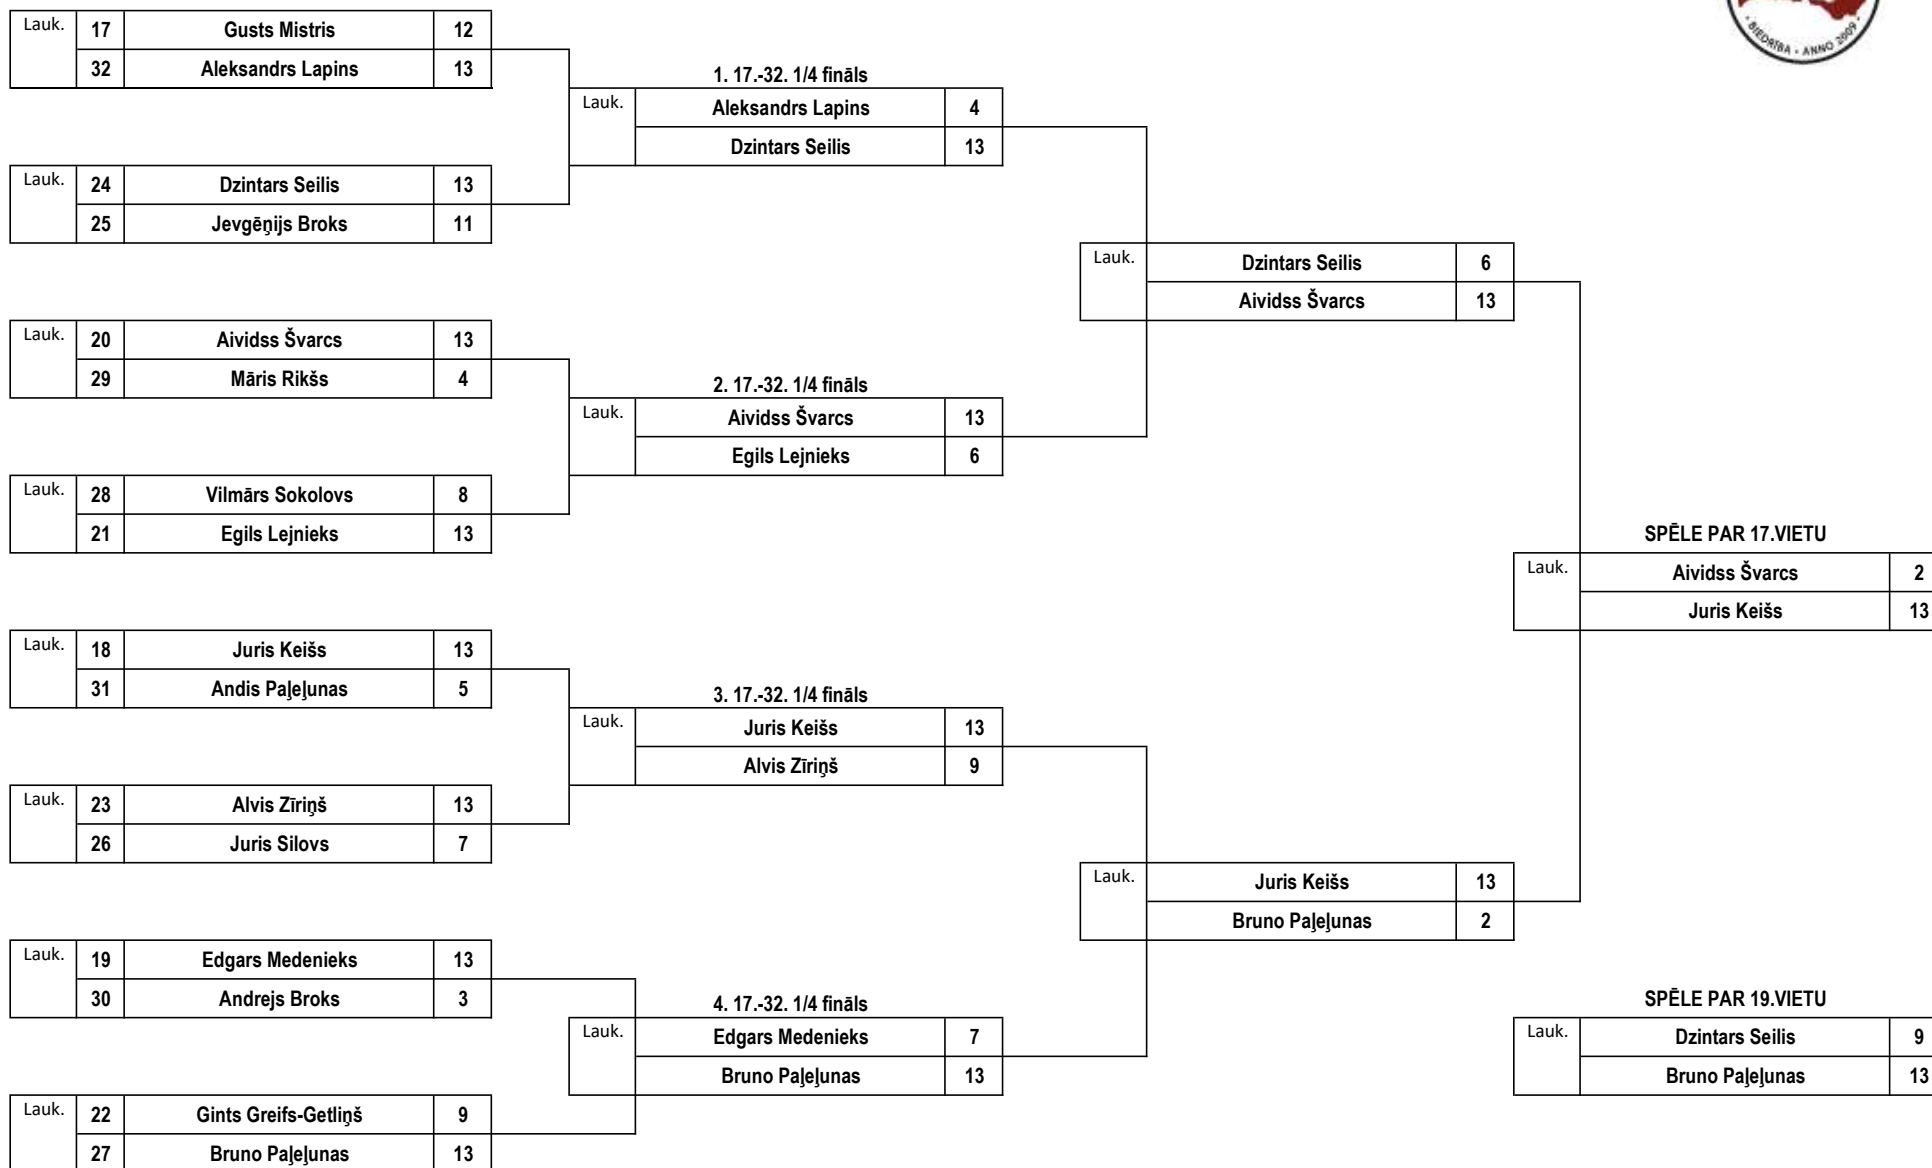 BIEDRĪBA - ANNO 2009
Lauk. 17 Gusts Mistris 12
32 Aleksandrs Lapins 13
1. 17.-32. 1/4 fināls
Lauk. Aleksandrs Lapins 4
Dzintars Seilis 13
Lauk. 24 Dzintars Seilis 13
25 Jevgēņijs Broks 11
Lauk. Dzintars Seilis 6
Aividss Švarcs 13
Lauk. 20 Aividss Švarcs 13
29 Māris Rikšs 4
2. 17.-32. 1/4 fināls
Lauk. Aividss Švarcs 13
Egils Lejnieks 6
Lauk. 28 Vilmārs Sokolovs 8
21 Egils Lejnieks 13
SPĒLE PAR 17.VIETU
Lauk. Aividss Švarcs 2
Juris Keišs 13
Lauk. 18 Juris Keišs 13
31 Andis Paļeļunas 5
3. 17.-32. 1/4 fināls
Lauk. Juris Keišs 13
Alvis Zīriņš 9
Lauk. 23 Alvis Zīriņš 13
26 Juris Silovs 7
Lauk. Juris Keišs 13
Bruno Paļeļunas 2
Lauk. 19 Edgars Medenieks 13
30 Andrejs Broks 3
4. 17.-32. 1/4 fināls
Lauk. Edgars Medenieks 7
Bruno Paļeļunas 13
SPĒLE PAR 19.VIETU
Lauk. Dzintars Seilis 9
Bruno Paļeļunas 13
Lauk. 22 Gints Greifs-Getliņš 9
27 Bruno Paļeļunas 13